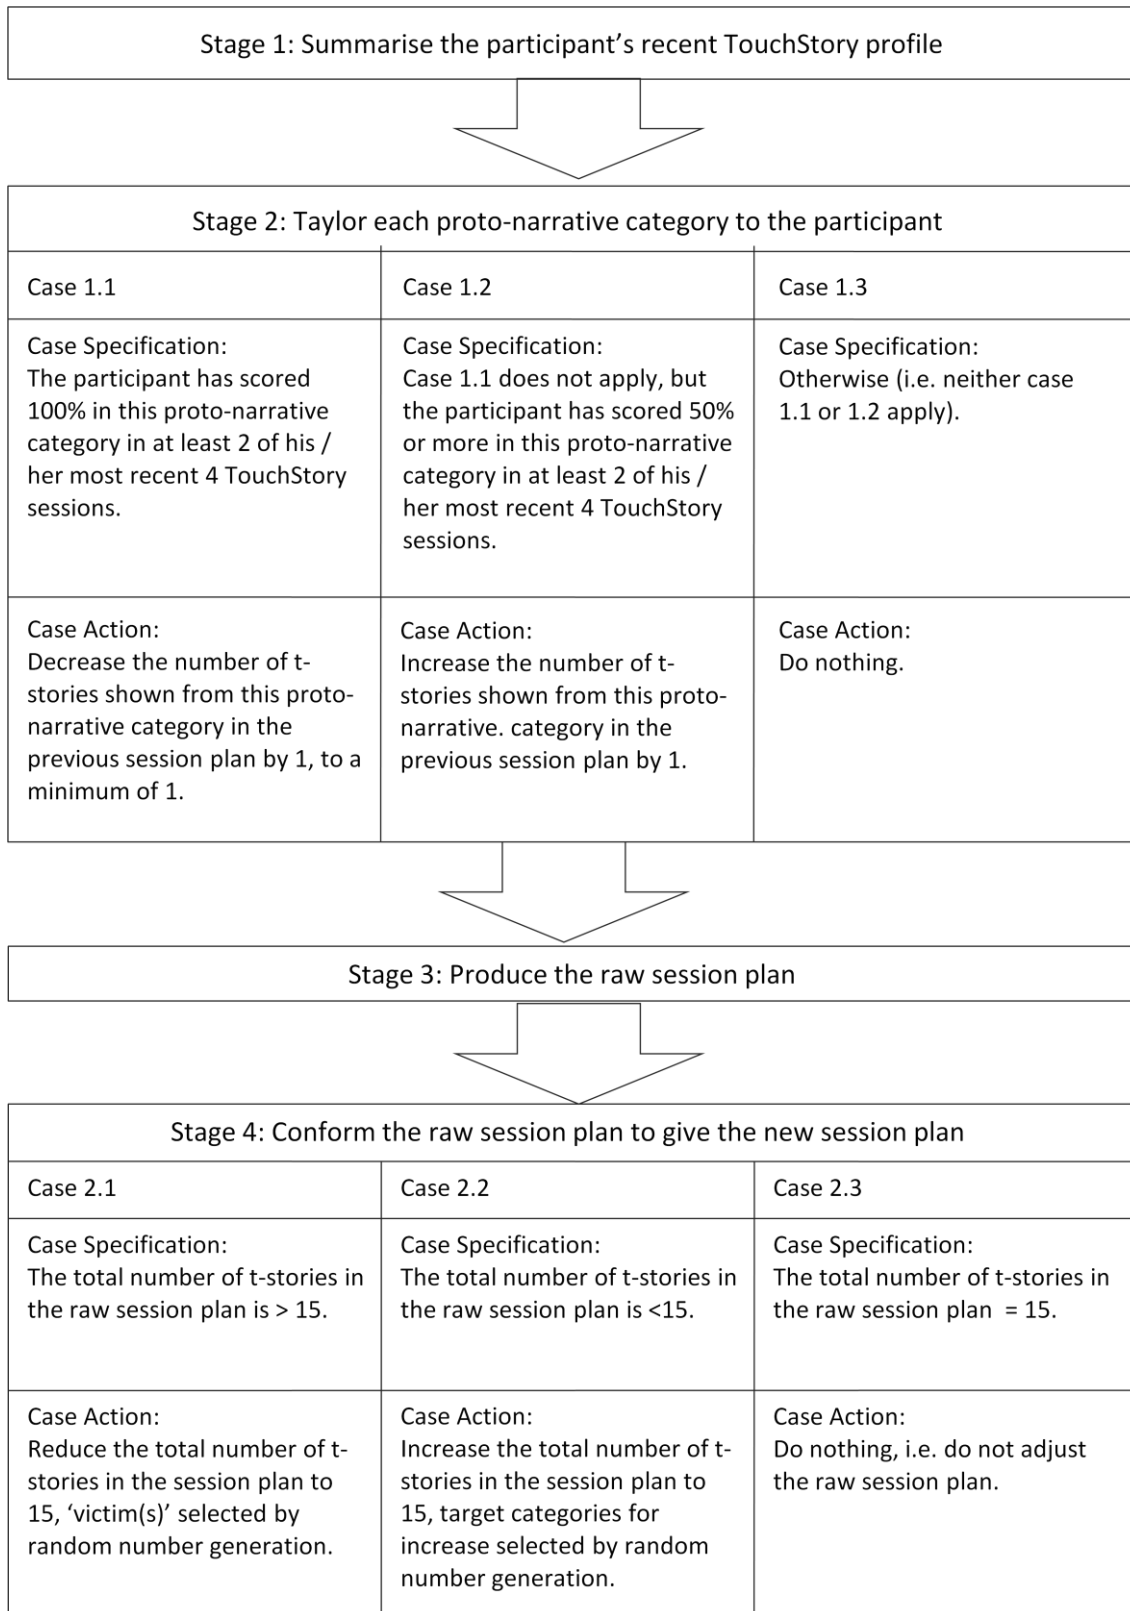 Stage 1: Summarise the participant’s recent TouchStory profile
Stage 2: Taylor each proto-narrative category to the participant
Case 1.1
Case 1.2
Case 1.3
Case Specification:
The participant has scored
100% in this proto-narrative
category in at least 2 of his /
her most recent 4 TouchStory
sessions.
Case Specification:
Case 1.1 does not apply, but
the participant has scored 50%
or more in this proto-narrative
category in at least 2 of his /
her most recent 4 TouchStory
sessions.
Case Specification:
Otherwise (i.e. neither case
1.1 or 1.2 apply).
Case Action:
Decrease the number of t-
stories shown from this proto-
narrative category in the
previous session plan by 1, to a
minimum of 1.
Case Action:
Increase the number of t-
stories shown from this proto-
narrative. category in the
previous session plan by 1.
Case Action:
Do nothing.
Stage 3: Produce the raw session plan
Stage 4: Conform the raw session plan to give the new session plan
Case 2.1
Case 2.2
Case 2.3
Case Specification:
The total number of t-stories in
the raw session plan is > 15.
Case Specification:
The total number of t-stories in
the raw session plan is <15.
Case Specification:
The total number of t-stories in
the raw session plan  = 15.
Case Action:
Reduce the total number of t-
stories in the session plan to
15, ‘victim(s)’ selected by
random number generation.
Case Action:
Increase the total number of t-
stories in the session plan to
15, target categories for
increase selected by random
number generation.
Case Action:
Do nothing, i.e. do not adjust
the raw session plan.